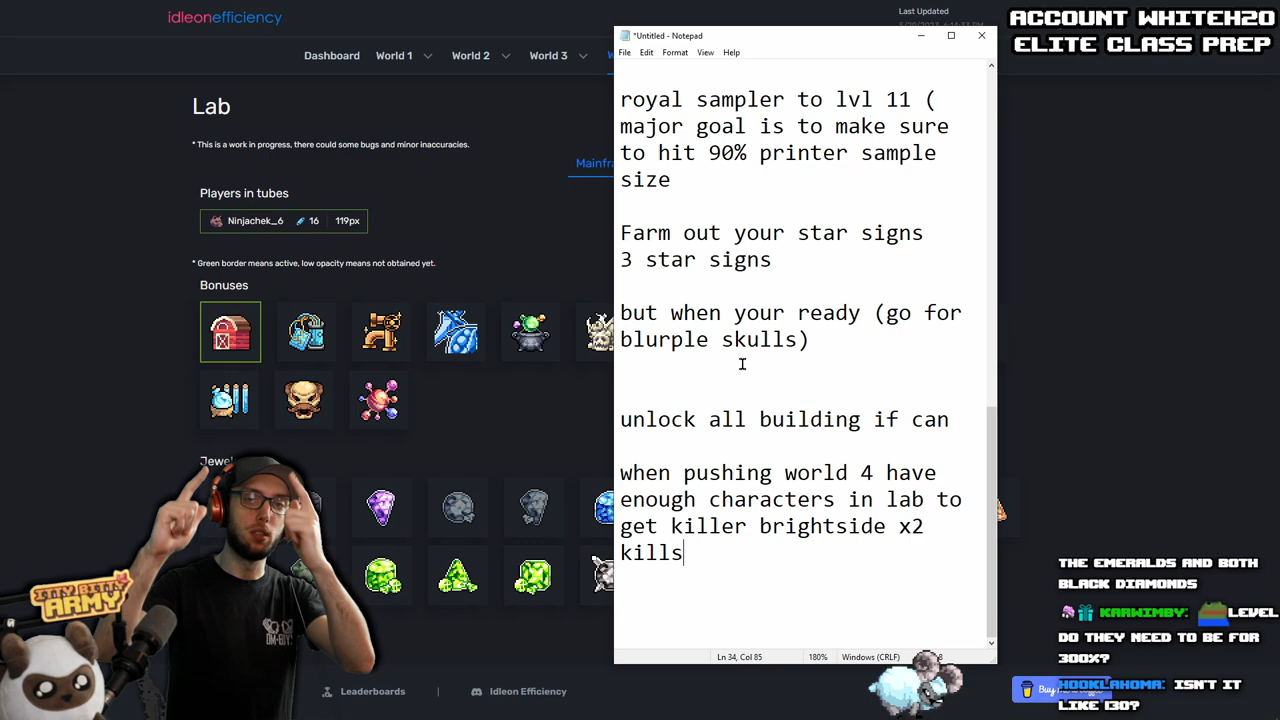 idleonefficiency
Last Updated
ACCOUNT WHITEH20
ELITE CLASS PREP
*Untitled - Notepad
File Edit Format View Help
Dashboard World 1 World 2 World 3
Lab
* This is a work in progress, there could some bugs and minor inaccuracies.
Players in tubes
Ninjachek_6 16 119px
* Green border means active, low opacity means not obtained yet.
Bonuses
royal sampler to lvl 11 (
major goal is to make sure
to hit 90% printer sample
size
Farm out your star signs
3 star signs
but when your ready (go for
blurple skulls)
unlock all building if can
when pushing world 4 have
enough characters in lab to
get killer brightside x2
kills
Ln 34, Col 85 180% Windows (CRLF)
ITTY BITTY
ARMY
Leaderboards | Idleon Efficiency
THE EMERALDS AND BOTH
BLACK DIAMONDS
KARWIMBY: LEVEL
DO THEY NEED TO BE FOR
300X?
HOOKLAHOMA: ISN'T IT
LIKE 130?